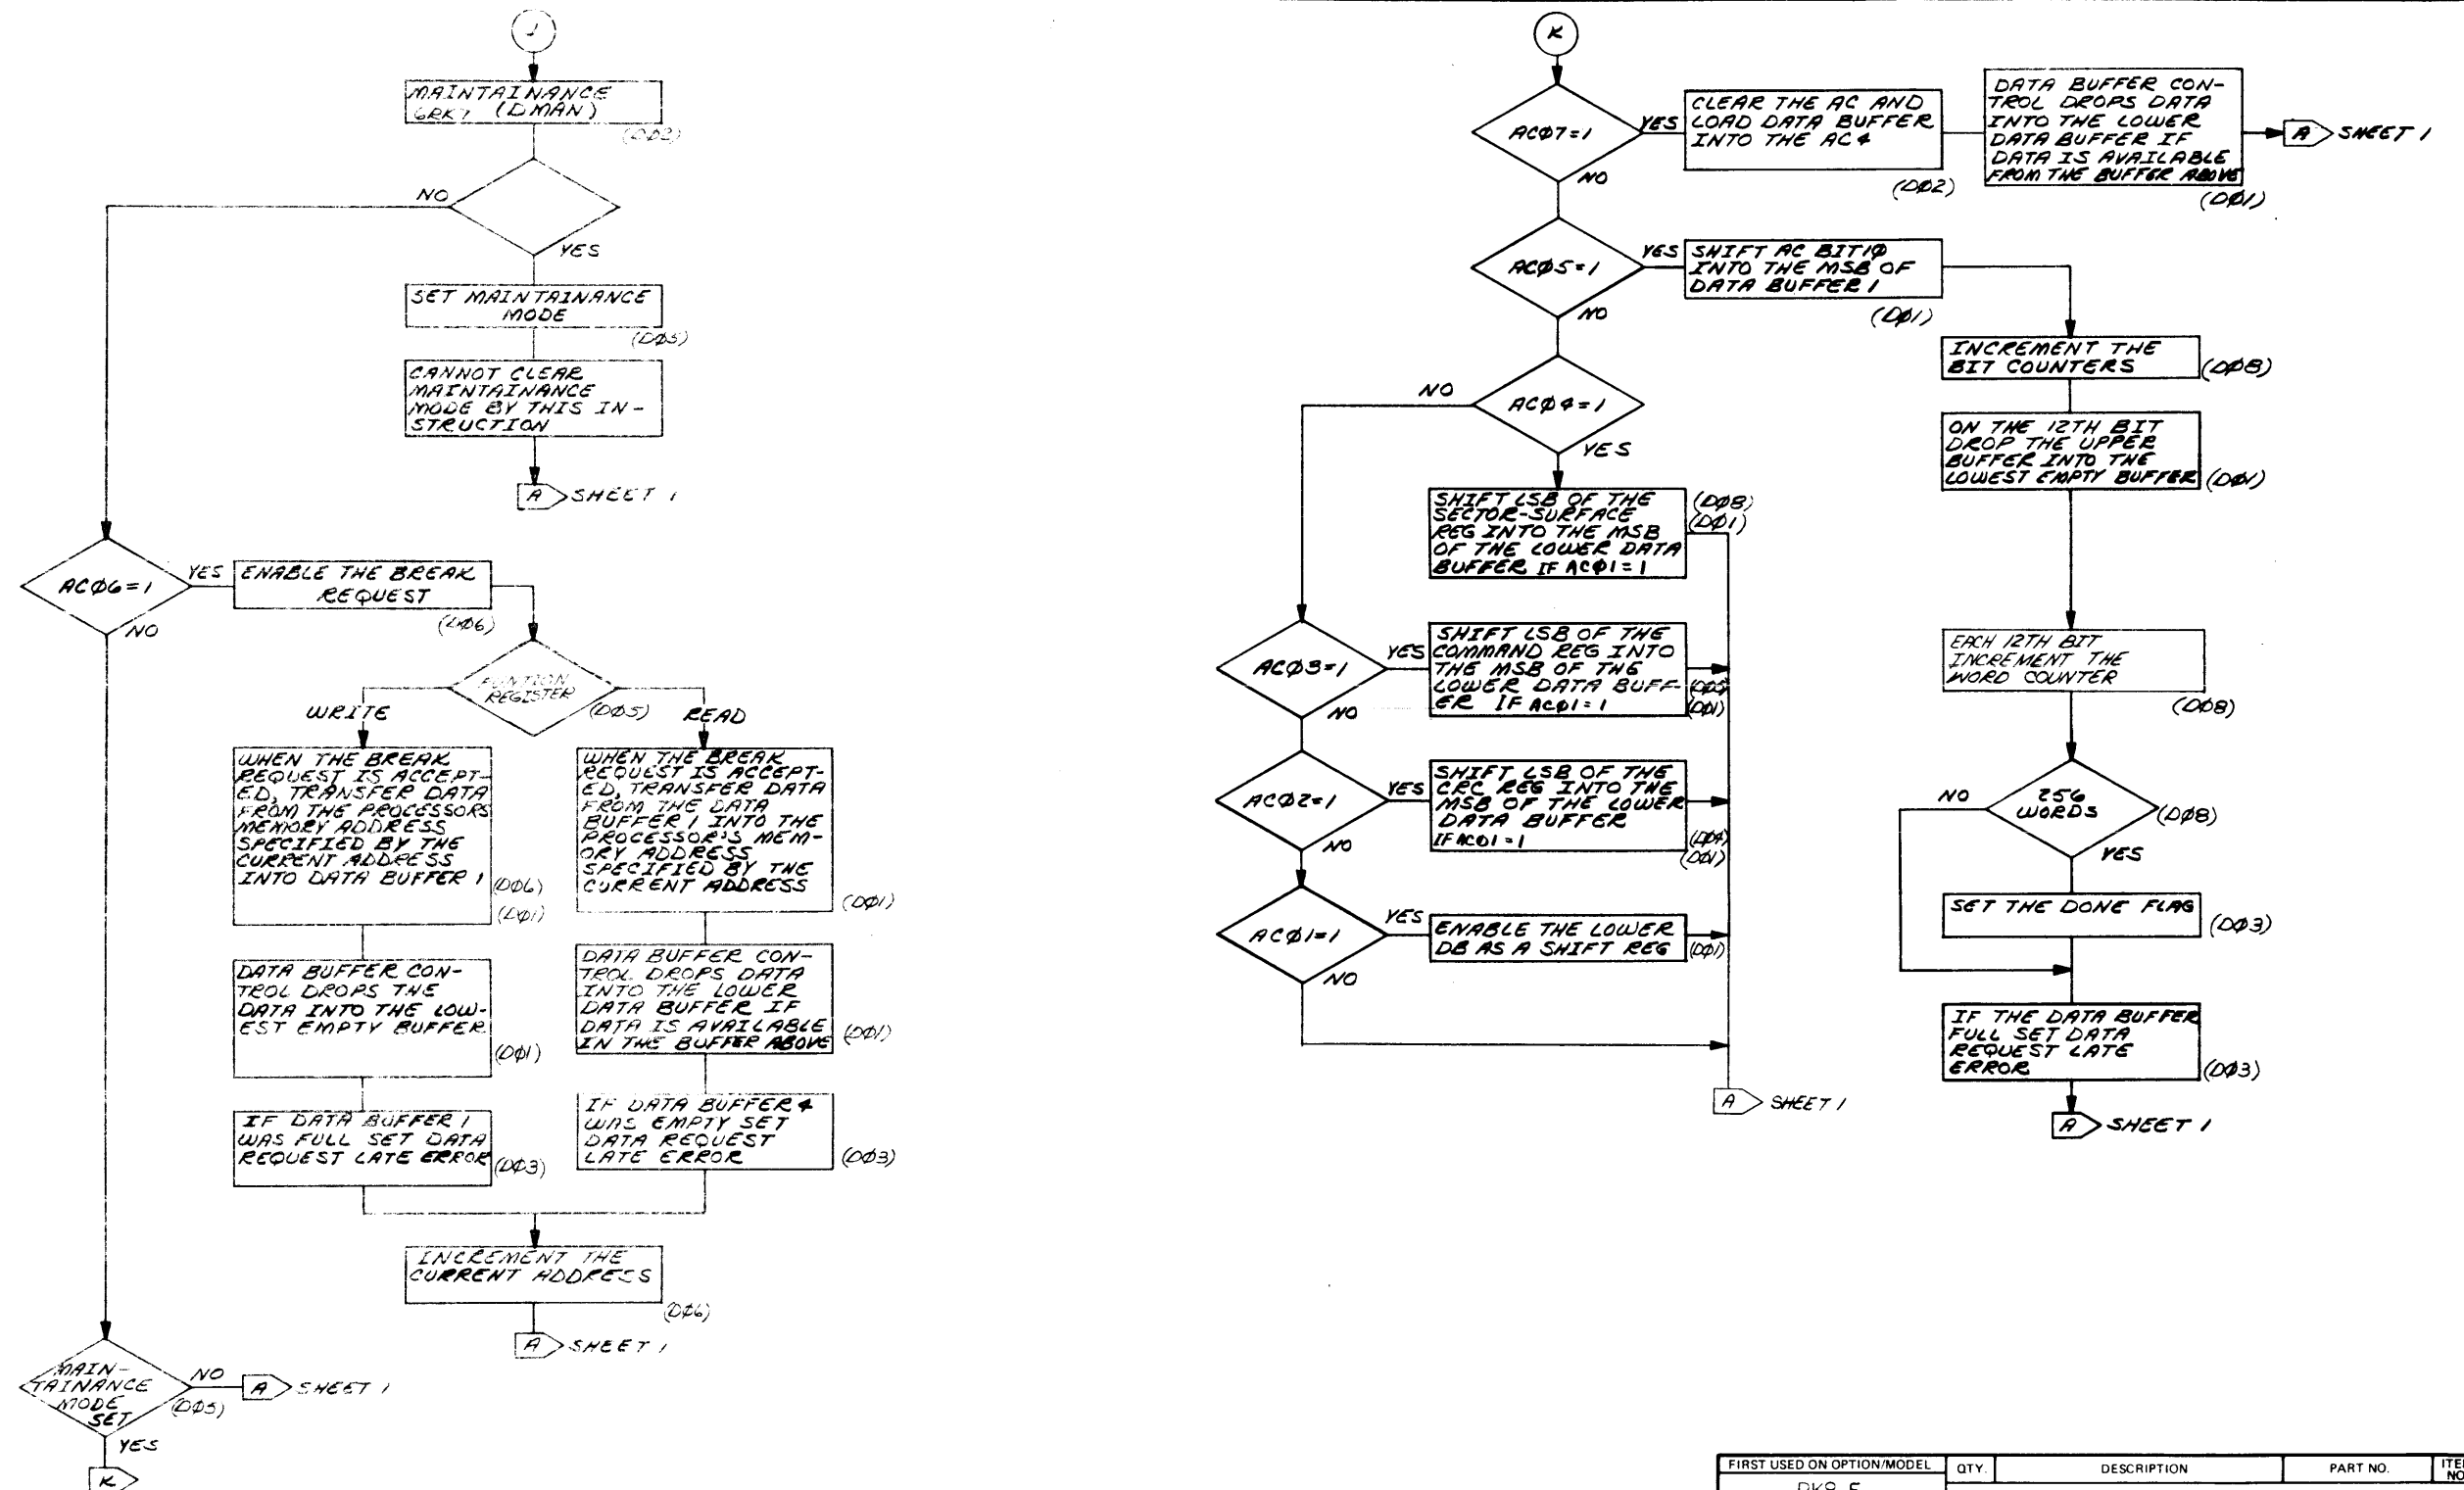 J
MAINTAINANCE
6RK7 (DMAN)
(DØ2)
NO
YES
SET MAINTAINANCE
MODE
(DØ5)
CANNOT CLEAR
MAINTAINANCE
MODE BY THIS IN-
STRUCTION
A SHEET 1
ACØ6=1
YES
NO
ENABLE THE BREAK
REQUEST
(DØ6)
FUNTION
REGISTER
(DØ5)
WRITE
READ
WHEN THE BREAK
REQUEST IS ACCEPT-
ED, TRANSFER DATA
FROM THE PROCESSORS
MEMORY ADDRESS
SPECIFIED BY THE
CURRENT ADDRESS
INTO DATA BUFFER 1
(DØ6)
(DØ1)
DATA BUFFER CON-
TROL DROPS THE
DATA INTO THE LOW-
EST EMPTY BUFFER
(DØ1)
IF DATA BUFFER 1
WAS FULL SET DATA
REQUEST LATE ERROR
(DØ3)
WHEN THE BREAK
REQUEST IS ACCEPT-
ED, TRANSFER DATA
FROM THE DATA
BUFFER 1 INTO THE
PROCESSOR'S MEM-
ORY ADDRESS
SPECIFIED BY THE
CURRENT ADDRESS
(DØ1)
DATA BUFFER CON-
TROL DROPS DATA
INTO THE LOWER
DATA BUFFER IF
DATA IS AVAILABLE
IN THE BUFFER ABOVE
(DØ1)
IF DATA BUFFER 4
WAS EMPTY SET
DATA REQUEST
LATE ERROR
(DØ3)
INCREMENT THE
CURRENT ADDRESS
(DØ6)
A SHEET 1
MAIN-
TAINANCE
MODE
SET
(DØ5)
NO
A SHEET 1
YES
K
K
ACØ7=1
YES
NO
CLEAR THE AC AND
LOAD DATA BUFFER
INTO THE AC 4
(DØ2)
DATA BUFFER CON-
TROL DROPS DATA
INTO THE LOWER
DATA BUFFER IF
DATA IS AVAILABLE
FROM THE BUFFER ABOVE
(DØ1)
A SHEET 1
ACØ5=1
YES
NO
SHIFT AC BIT1Ø
INTO THE MSB OF
DATA BUFFER 1
(DØ1)
INCREMENT THE
BIT COUNTERS
(DØ8)
ON THE 12TH BIT
DROP THE UPPER
BUFFER INTO THE
LOWEST EMPTY BUFFER
(DØ1)
EACH 12TH BIT
INCREMENT THE
WORD COUNTER
(DØ8)
256
WORDS
(DØ8)
NO
YES
SET THE DONE FLAG
(DØ3)
IF THE DATA BUFFER
FULL SET DATA
REQUEST LATE
ERROR
(DØ3)
A SHEET 1
ACØ4=1
NO
YES
SHIFT LSB OF THE
SECTOR-SURFACE
REG INTO THE MSB
OF THE LOWER DATA
BUFFER IF ACØ1=1
(DØ8)
(DØ1)
ACØ3=1
YES
NO
SHIFT LSB OF THE
COMMAND REG INTO
THE MSB OF THE
LOWER DATA BUFF-
ER IF ACØ1=1
(DØ5)
(DØ1)
ACØ2=1
YES
NO
SHIFT LSB OF THE
CRC REG INTO THE
MSB OF THE LOWER
DATA BUFFER
IF ACØ1=1
(DØ4)
(DØ1)
ACØ1=1
YES
NO
ENABLE THE LOWER
DB AS A SHIFT REG
(DØ1)
A SHEET 1
FIRST USED ON OPTION/MODEL
QTY.
DESCRIPTION
PART NO.